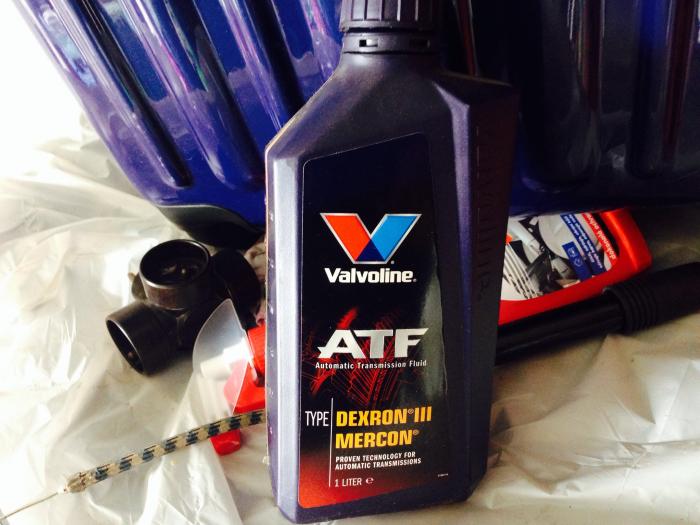 Valvoline®
ATF
Automatic Transmission Fluid
TYPE DEXRON®III
MERCON®
PROVEN TECHNOLOGY FOR
AUTOMATIC TRANSMISSIONS
1 LITER e